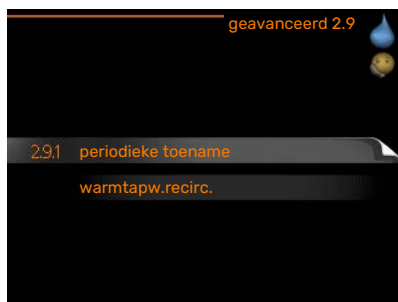 geavanceerd 2.9
2.9.1 periodieke toename
warmtapw.recirc.